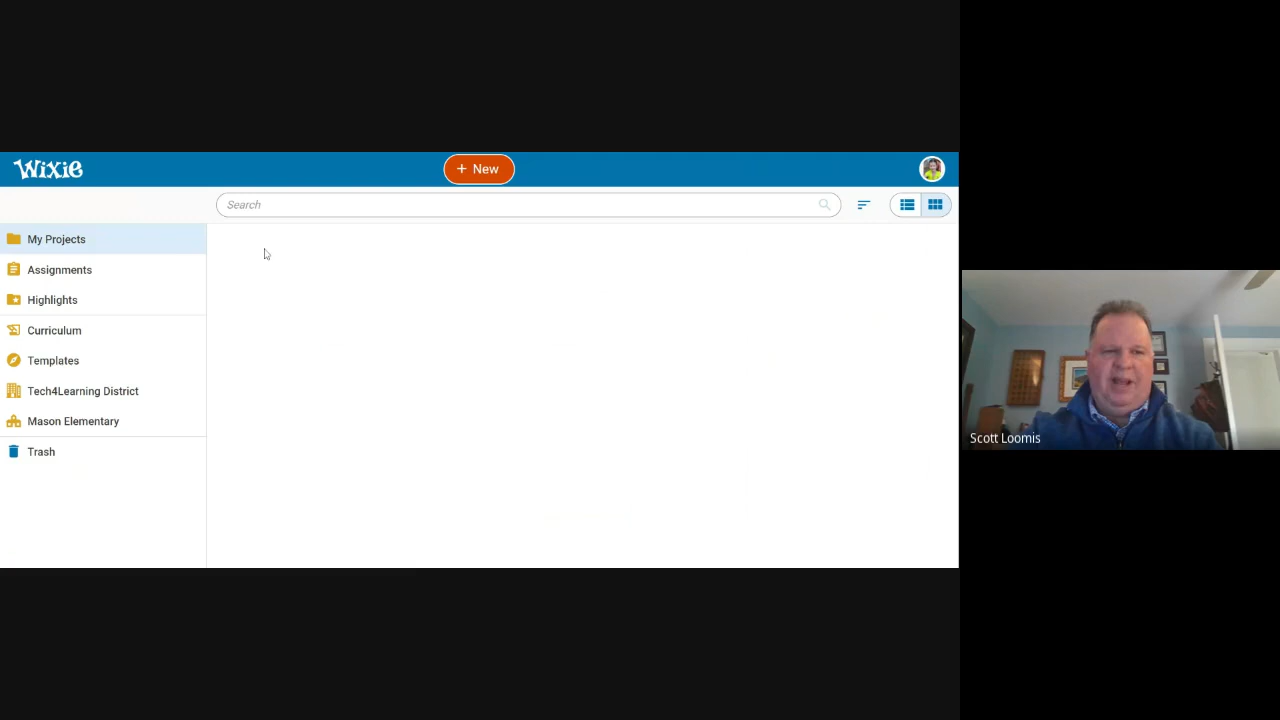 Wixie
+ New
Search
My Projects
Assignments
Highlights
Curriculum
Templates
Tech4Learning District
Mason Elementary
Trash
Scott Loomis